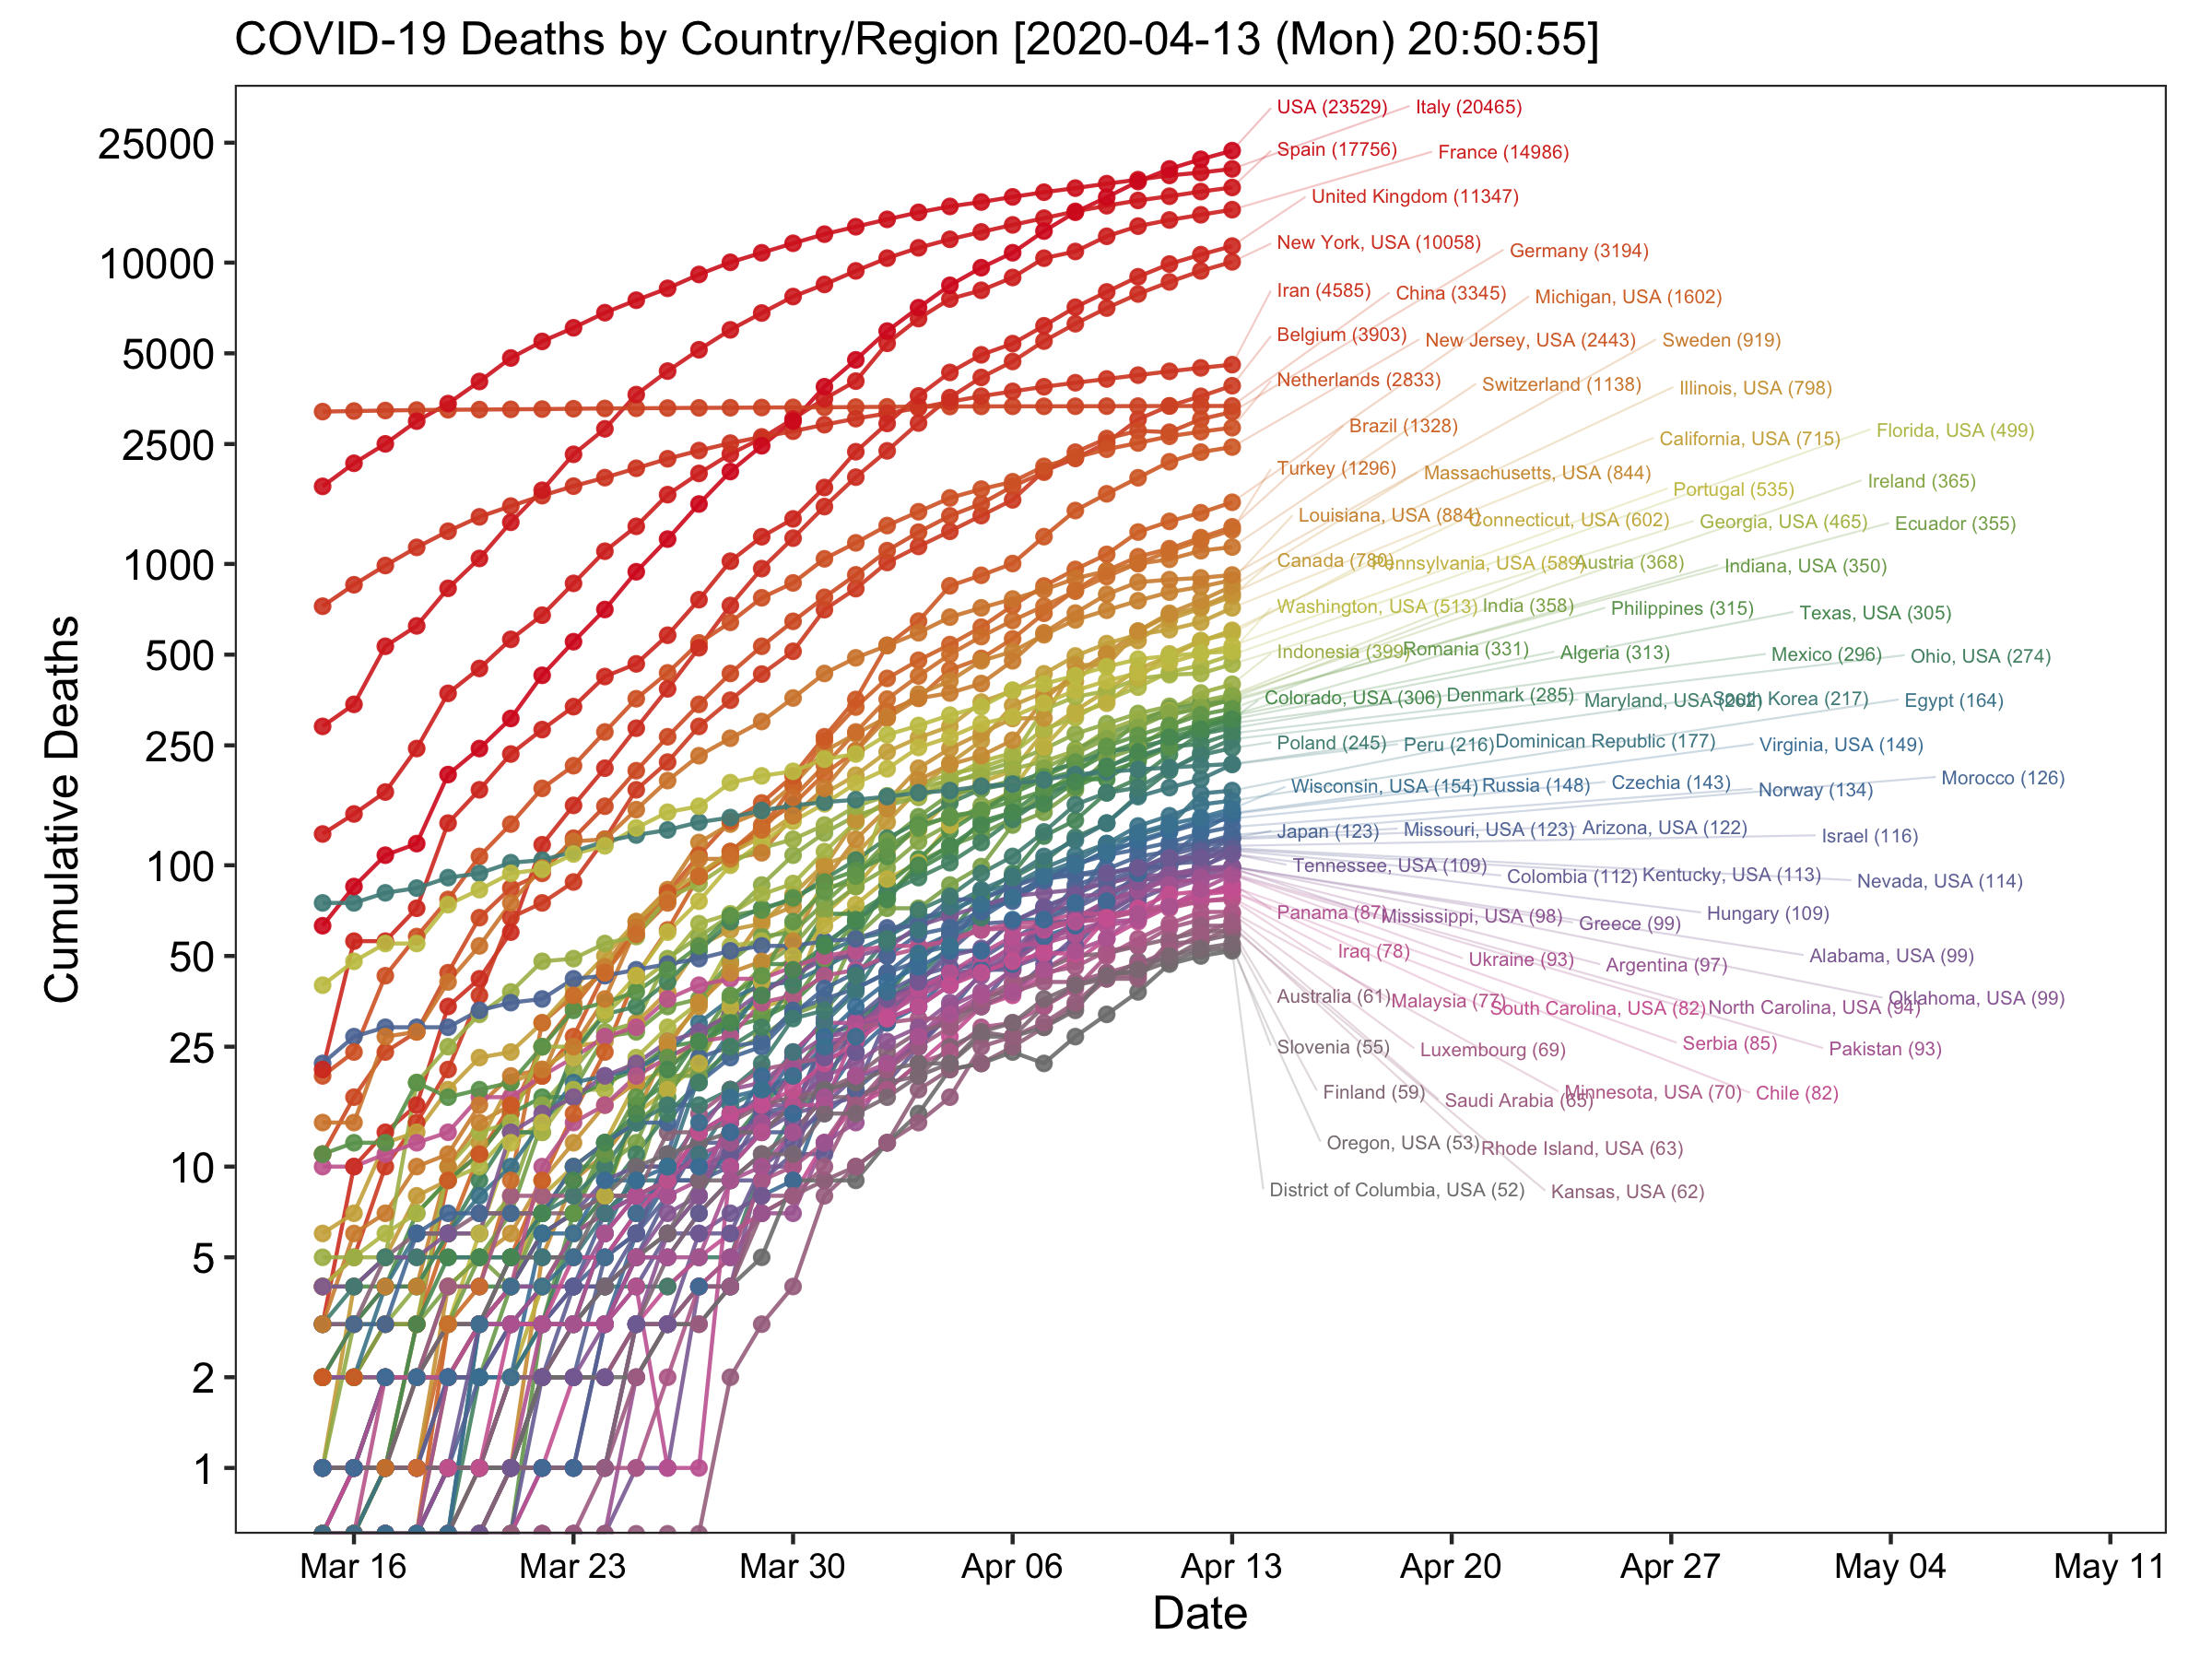 COVID-19 Deaths by Country/Region [2020-04-13 (Mon) 20:50:55]
Cumulative Deaths
25000
10000
5000
2500
1000
500
250
100
50
25
10
5
2
1
USA (23529) Italy (20465)
Spain (17756) France (14986)
United Kingdom (11347)
New York, USA (10058) Germany (3194)
Iran (4585) China (3345) Michigan, USA (1602)
Belgium (3903) New Jersey, USA (2443) Sweden (919)
Netherlands (2833) Switzerland (1138) Illinois, USA (798)
Brazil (1328) California, USA (715) Florida, USA (499)
Turkey (1296) Massachusetts, USA (844) Portugal (535) Ireland (365)
Louisiana, USA (884) Connecticut, USA (602) Georgia, USA (465) Ecuador (355)
Canada (780) Pennsylvania, USA (589) Austria (368) Indiana, USA (350)
Washington, USA (513) India (358) Philippines (315) Texas, USA (305)
Indonesia (399) Romania (331) Algeria (313) Mexico (296) Ohio, USA (274)
Colorado, USA (306) Denmark (285) Maryland, USA (262) South Korea (217) Egypt (164)
Poland (245) Peru (216) Dominican Republic (177) Virginia, USA (149)
Wisconsin, USA (154) Russia (148) Czechia (143) Norway (134) Morocco (126)
Japan (123) Missouri, USA (123) Arizona, USA (122) Israel (116)
Tennessee, USA (109) Colombia (112) Kentucky, USA (113) Nevada, USA (114)
Panama (87) Mississippi, USA (98) Greece (99) Hungary (109)
Iraq (78) Ukraine (93) Argentina (97) Alabama, USA (99)
Australia (61) Malaysia (77) South Carolina, USA (82) North Carolina, USA (94) Oklahoma, USA (99)
Slovenia (55) Luxembourg (69) Serbia (85) Pakistan (93)
Finland (59) Saudi Arabia (65) Minnesota, USA (70) Chile (82)
Oregon, USA (53) Rhode Island, USA (63)
District of Columbia, USA (52) Kansas, USA (62)
Mar 16 Mar 23 Mar 30 Apr 06 Apr 13 Apr 20 Apr 27 May 04 May 11
Date